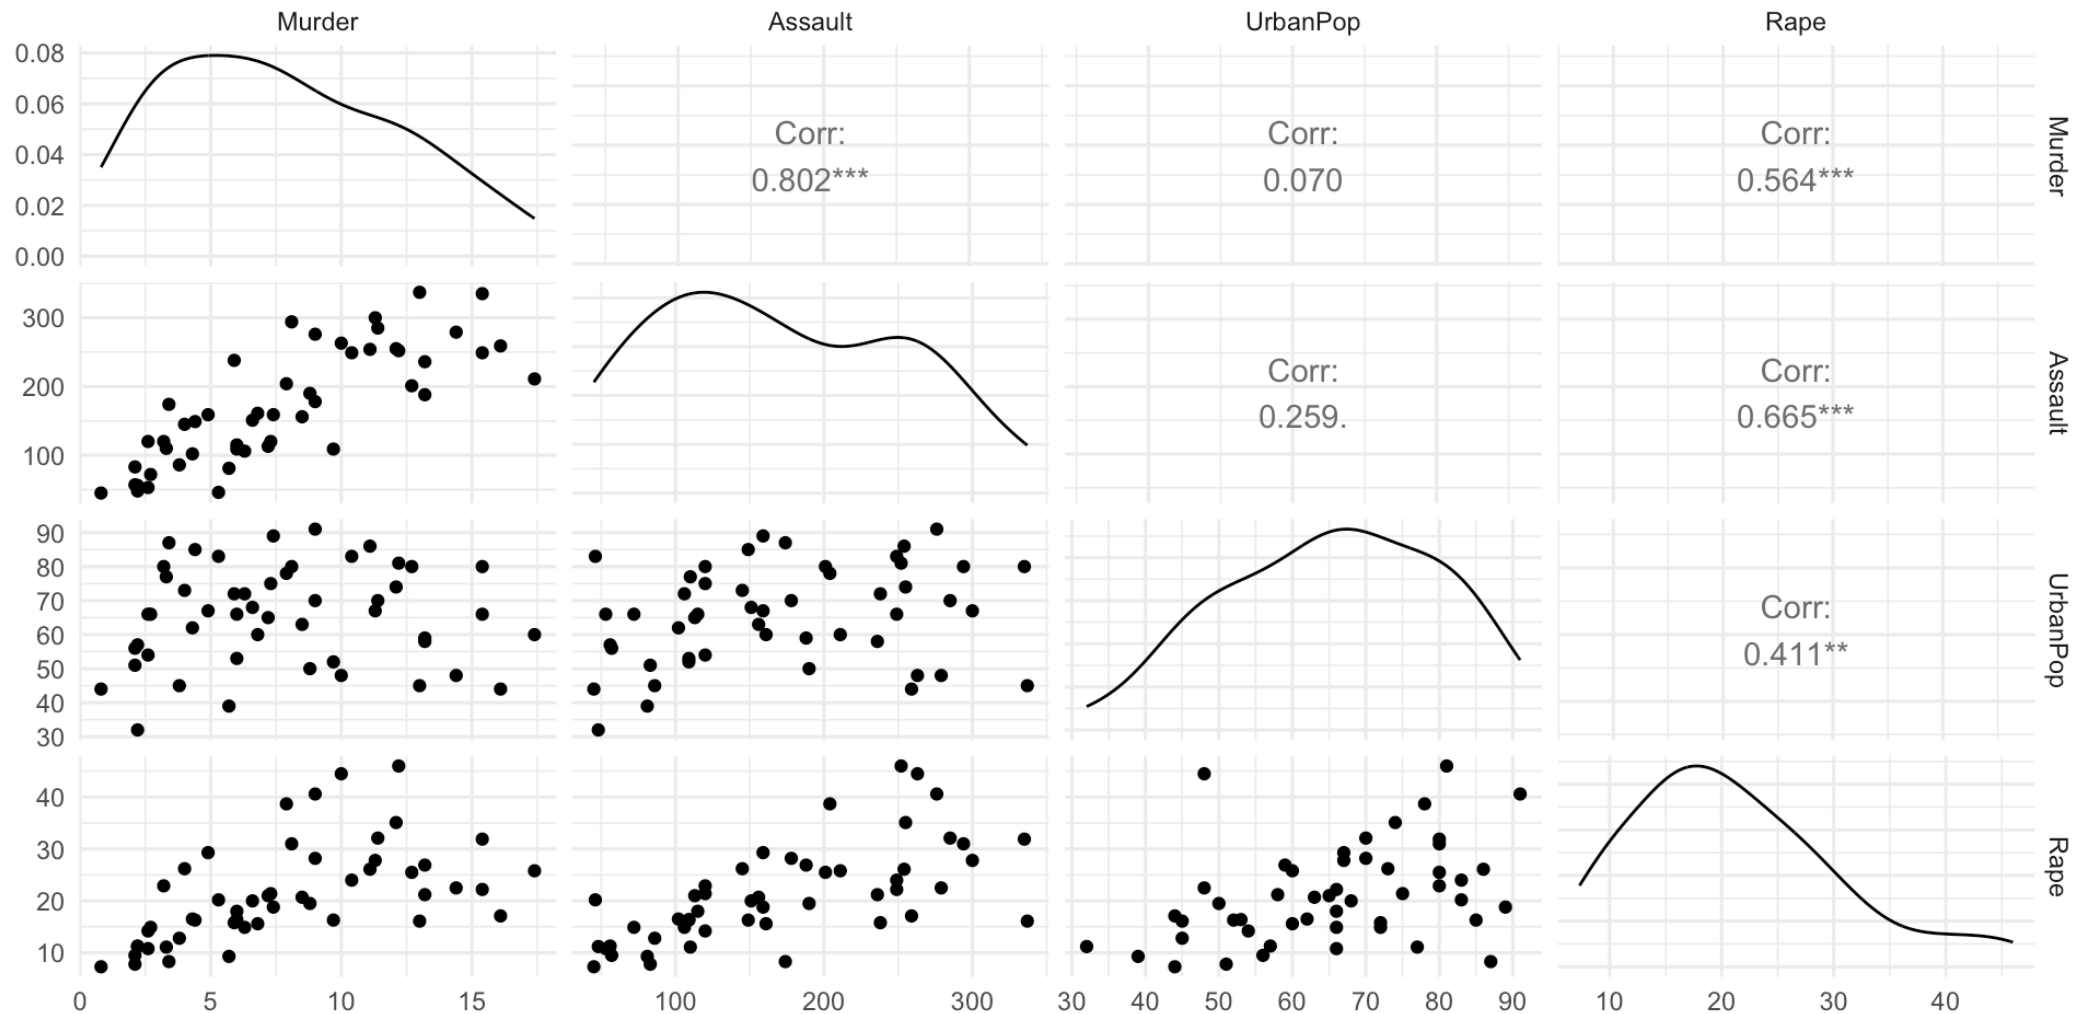 Murder Assault UrbanPop Rape
0.08
0.06
0.04
0.02
0.00
Corr:
0.802***
Corr:
0.070
Corr:
0.564***
Murder
300
200
100
Corr:
0.259.
Corr:
0.665***
Assault
90
80
70
60
50
40
30
Corr:
0.411**
UrbanPop
40
30
20
10
Rape
0 5 10 15
100 200 300
30 40 50 60 70 80 90
10 20 30 40